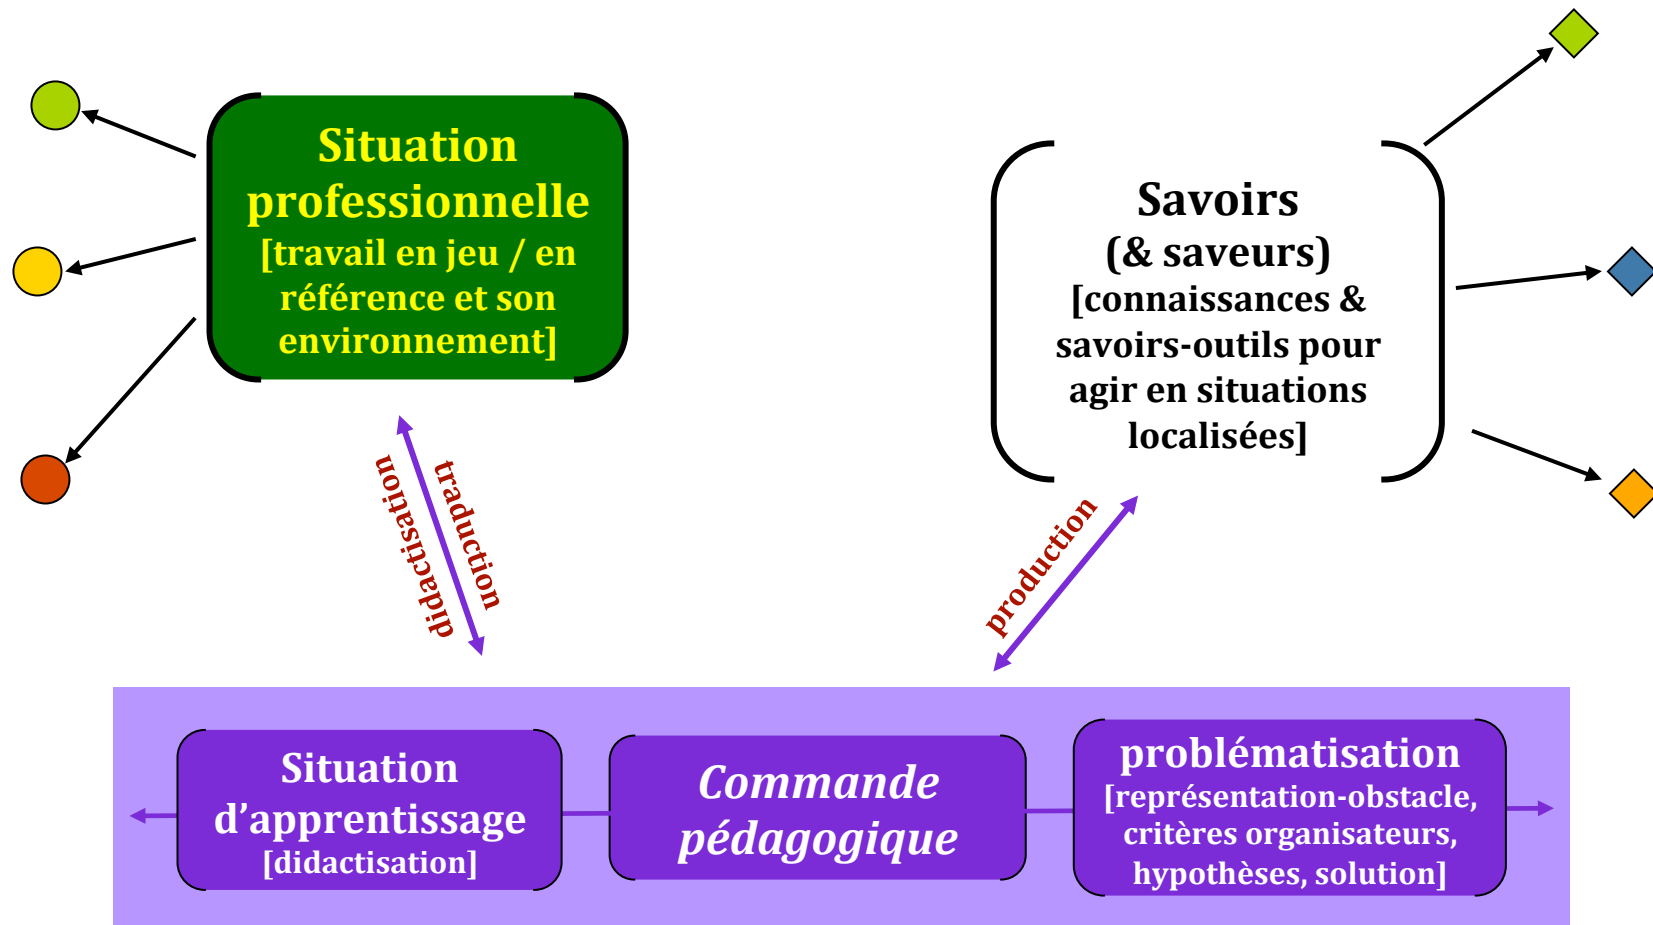 Situation
professionnelle
[travail en jeu / en
référence et son
environnement]
Savoirs
(& saveurs)
[connaissances &
savoirs-outils pour
agir en situations
localisées]
traduction
didactisation
production
Situation
d’apprentissage
[didactisation]
Commande
pédagogique
problématisation
[représentation-obstacle,
critères organisateurs,
hypothèses, solution]